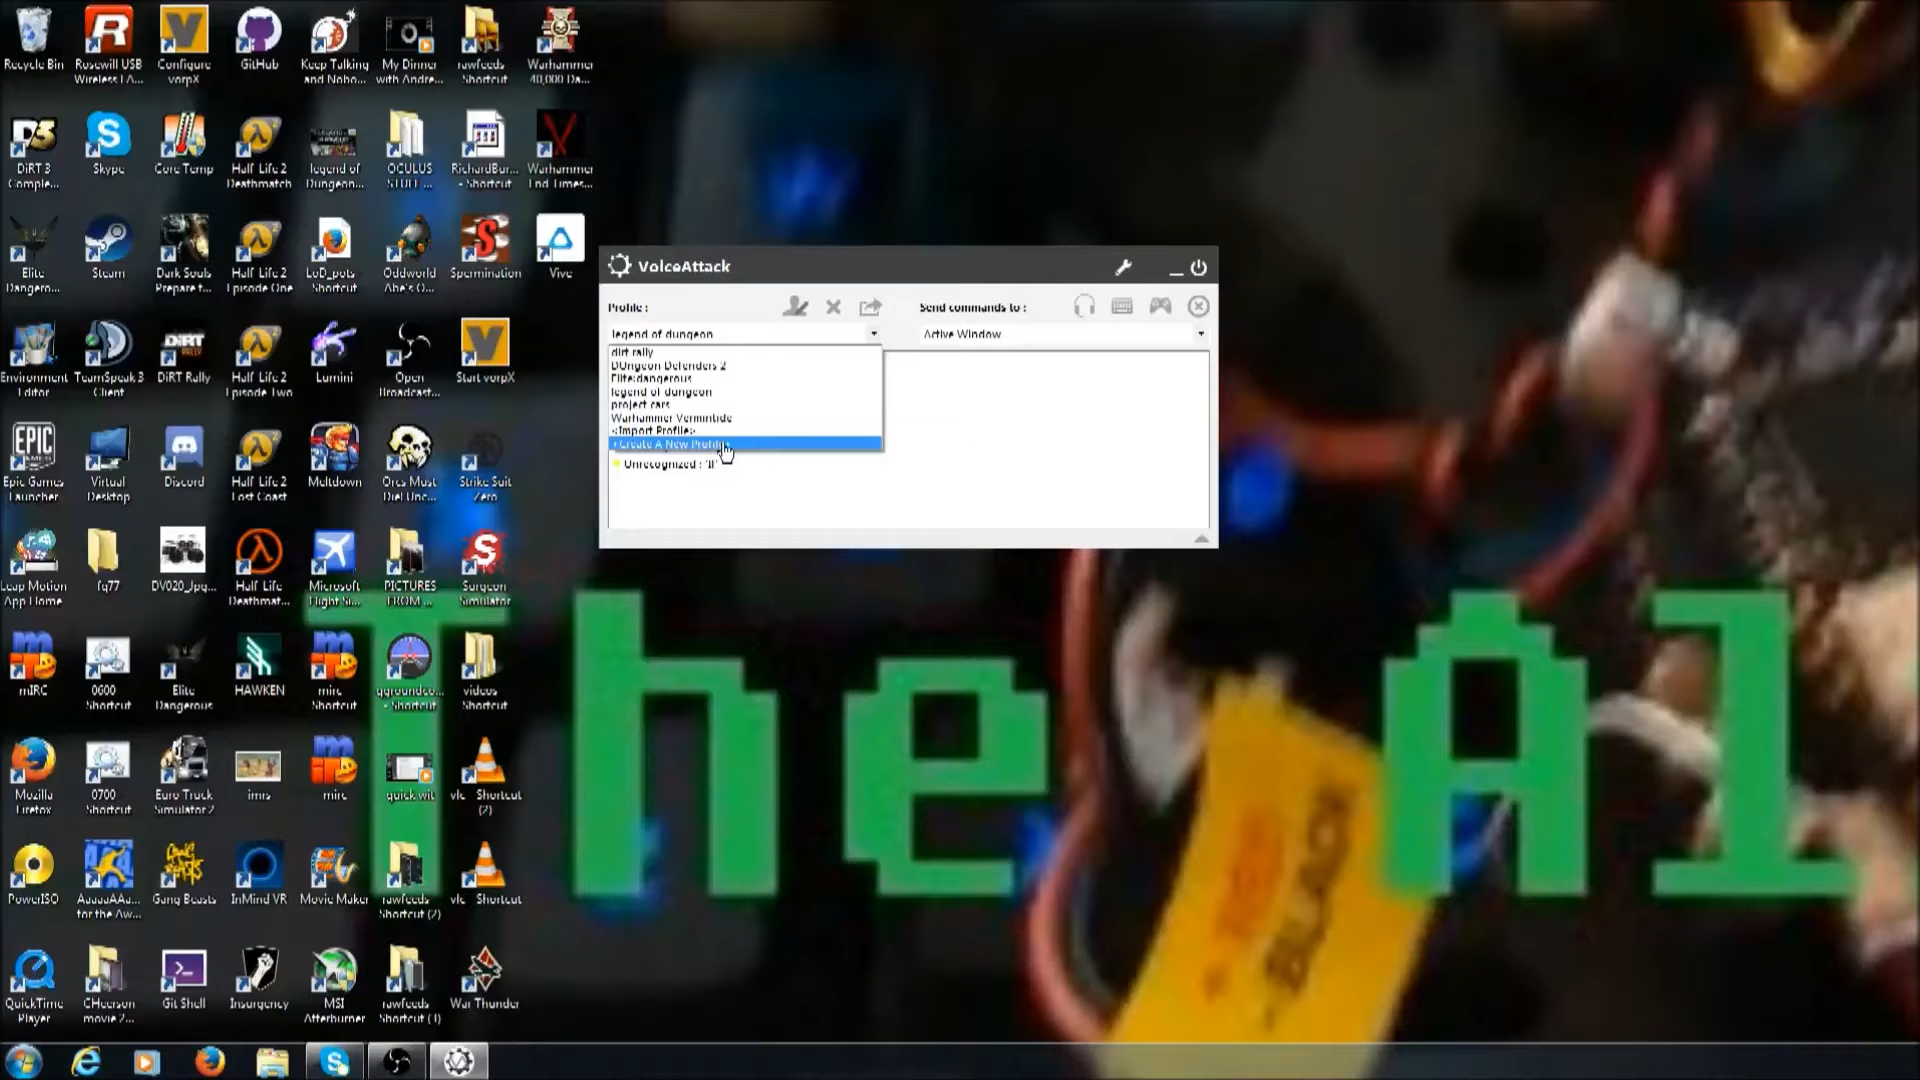 Recycle Bin
Rosewill USB
Wireless LA...
Configure
vorpX
GitHub
Keep Talking
and Nobo...
My Dinner
with Andre...
rawfeeds
Shortcut
Warhammer
40,000 Da...
DiRT 3
Comple...
Skype
Core Temp
Half-Life 2
Deathmatch
legend of
Dungeon...
OCULUS
STUFF ...
RichardBur...
- Shortcut
Warhammer
End Times...
Elite
Dangero...
Steam
Dark Souls
Prepare t...
Half-Life 2
Episode One
LoD_pots
Shortcut
Oddworld
Abe's O...
Spermination
Vive
Environment
Editor
TeamSpeak 3
Client
DiRT Rally
Half-Life 2
Episode Two
Lumini
Open
Broadcast...
Start vorpX
Epic Games
Launcher
Virtual
Desktop
Discord
Half-Life 2
Lost Coast
Meltdown
Orcs Must
Die! Unc...
Strike Suit
Zero
Leap Motion
App Home
fq77
DV020_Jpg...
Half-Life
Deathmat...
Microsoft
Flight Si...
PICTURES
FROM ...
Surgeon
Simulator
mIRC
0600
Shortcut
Elite
Dangerous
HAWKEN
mirc
Shortcut
qgroundco...
- Shortcut
videos
Shortcut
Mozilla
Firefox
0700
Shortcut
Euro Truck
Simulator 2
imrs
mirc
quick wit
vlc Shortcut
(2)
PowerISO
AaaaaAAa...
for the Aw...
Gang Beasts
InMind VR
Movie Maker
rawfeeds
Shortcut (2)
vlc Shortcut
QuickTime
Player
CHeerson
movie 2...
Git Shell
Insurgency
MSI
Afterburner
rawfeeds
Shortcut (3)
War Thunder
VoiceAttack
Profile :
Send commands to :
legend of dungeon
Active Window
dirt rally
DUngeon Defenders 2
Elite:dangerous
legend of dungeon
project cars
Warhammer Vermintide
<Import Profile>
<Create A New Profile>
Unrecognized : 'If'
The Al
BLACK